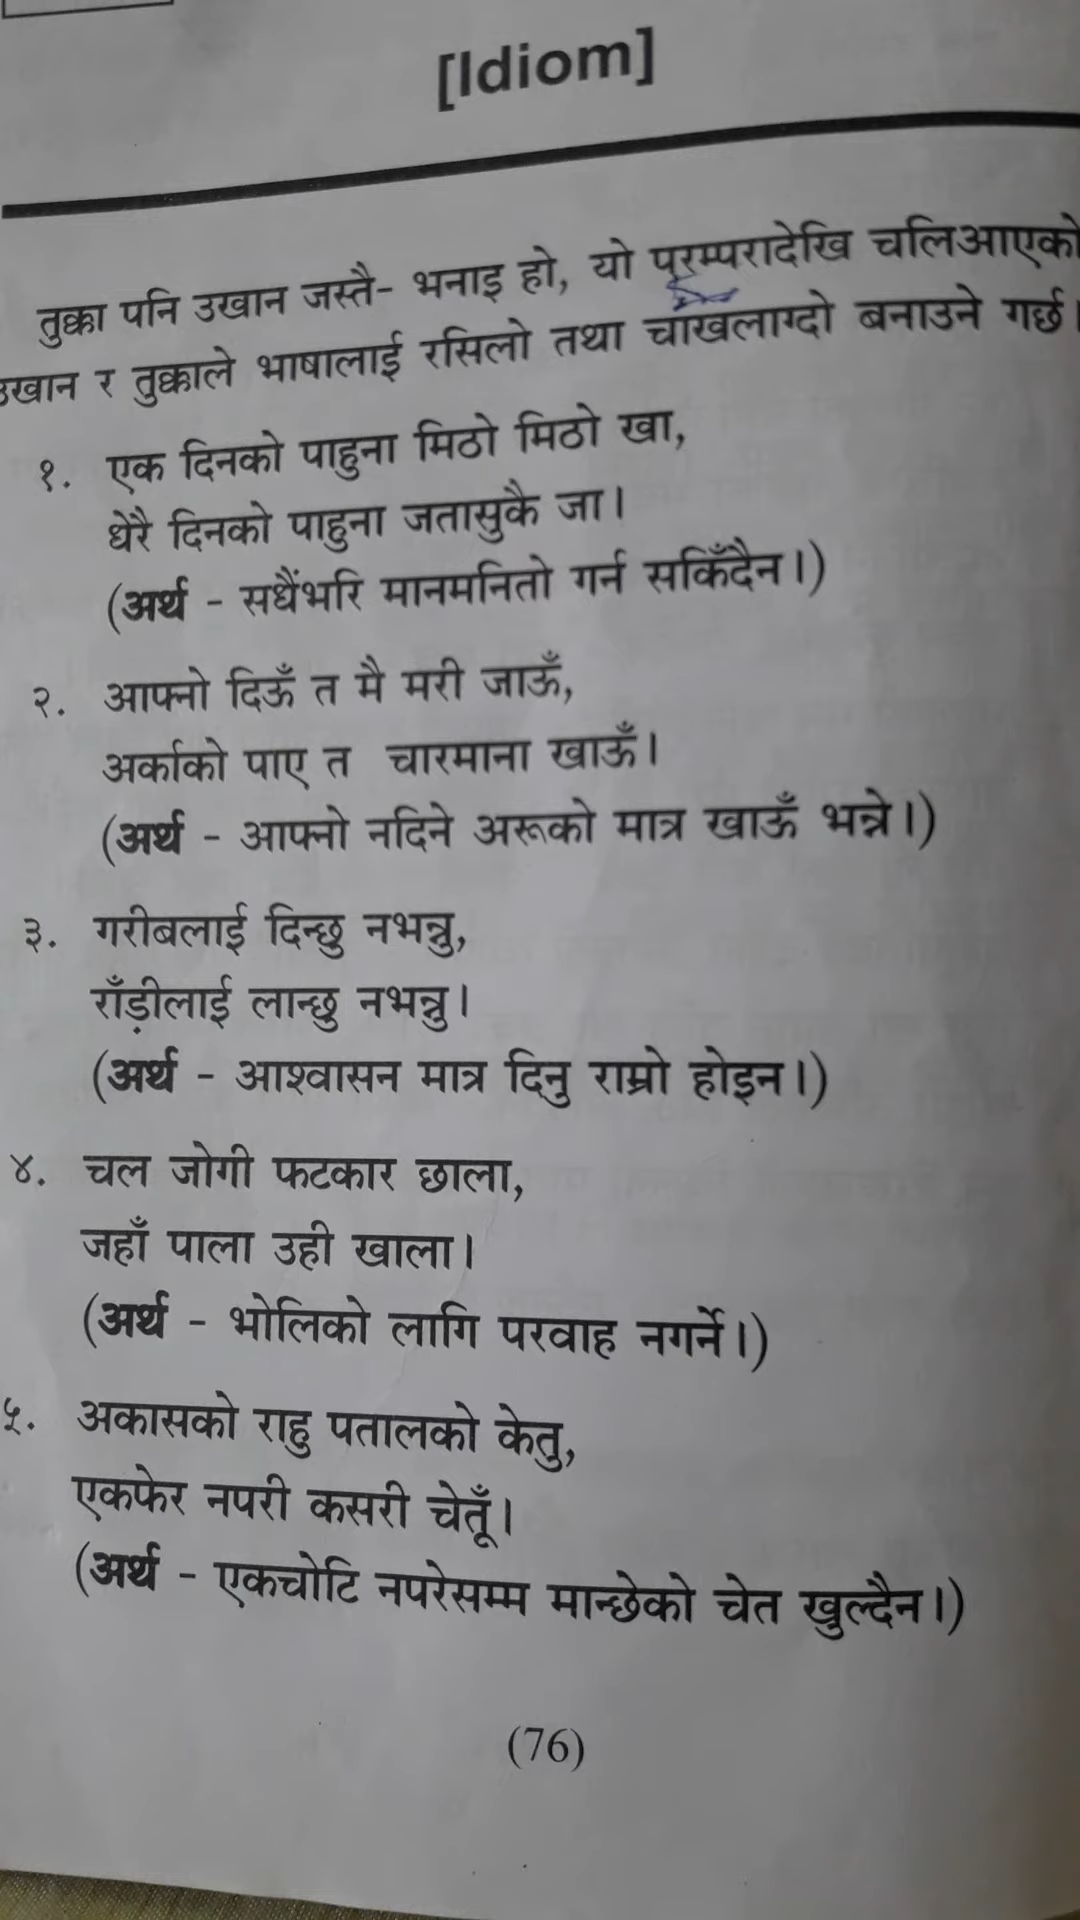 [Idiom]
तुक्का पनि उखान जस्तै- भनाइ हो, यो परम्परादेखि चलिआएको
उखान र तुक्काले भाषालाई रसिलो तथा चाखलाग्दो बनाउने गर्छ।
१. एक दिनको पाहुना मिठो मिठो खा,
धेरै दिनको पाहुना जतासुकै जा।
(अर्थ - सधैंभरि मानमनितो गर्न सकिँदैन।)
२. आफ्नो दिऊँ त मै मरी जाऊँ,
अर्काको पाए त चारमाना खाऊँ।
(अर्थ - आफ्नो नदिने अरूको मात्र खाऊँ भन्ने।)
३. गरीबलाई दिन्छु नभन्नु,
राँड़ीलाई लान्छु नभन्नु।
(अर्थ - आश्वासन मात्र दिनु राम्रो होइन।)
४. चल जोगी फटकार छाला,
जहाँ पाला उही खाला।
(अर्थ - भोलिको लागि परवाह नगर्ने।)
५. अकासको राहु पतालको केतु,
एकफेर नपरी कसरी चेतूँ।
(अर्थ - एकचोटि नपरेसम्म मान्छेको चेत खुल्दैन।)
(76)